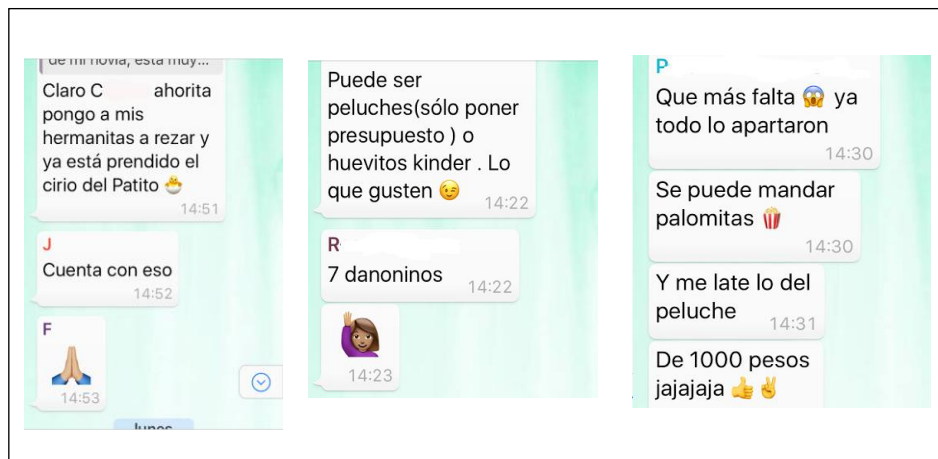 de mi novia, está muy...
Claro C ahorita
pongo a mis
hermanitas a rezar y
ya está prendido el
cirio del Patito 🐣
14:51
J
Cuenta con eso
14:52
F
🙏🏼
14:53
lunes
Puede ser
peluches(sólo poner
presupuesto ) o
huevitos kinder . Lo
que gusten 😉
14:22
R
7 danoninos
14:22
🙋🏽‍♀️
14:23
P
Que más falta 😱 ya
todo lo apartaron
14:30
Se puede mandar
palomitas 🍿
14:30
Y me late lo del
peluche
14:31
De 1000 pesos
jajajaja 👍✌️